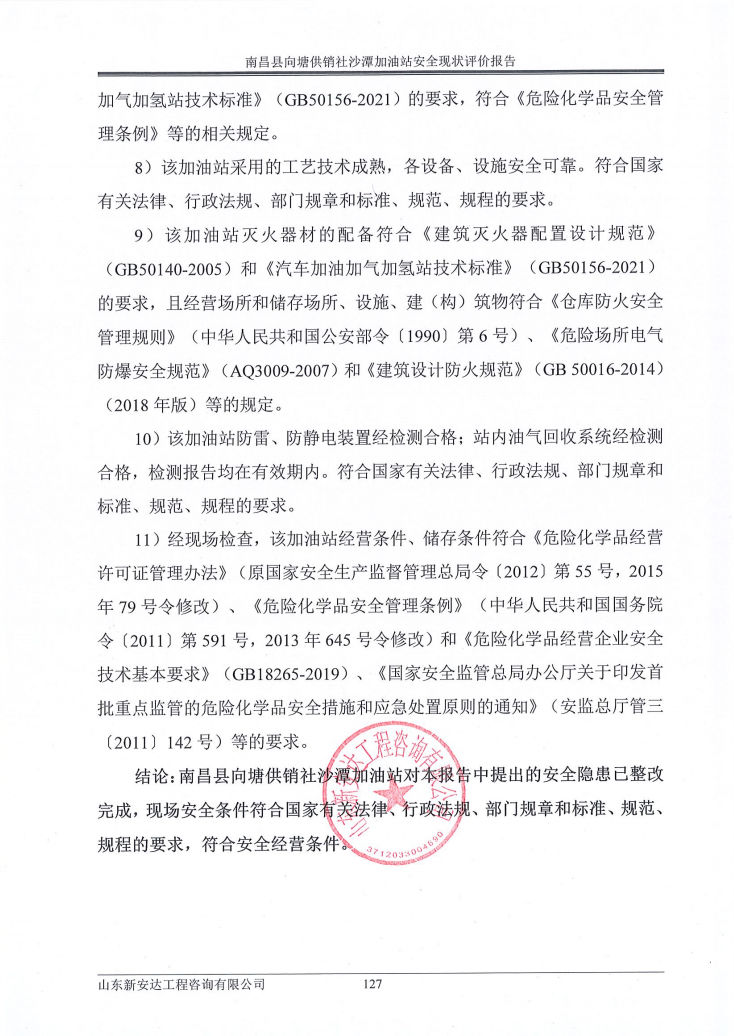 南昌县向塘供销社沙潭加油站安全现状评价报告
加气加氢站技术标准》（GB50156-2021）的要求，符合《危险化学品安全管
理条例》等的相关规定。
8）该加油站采用的工艺技术成熟，各设备、设施安全可靠。符合国家
有关法律、行政法规、部门规章和标准、规范、规程的要求。
9）该加油站灭火器材的配备符合《建筑灭火器配置设计规范》
（GB50140-2005）和《汽车加油加气加氢站技术标准》（GB50156-2021）
的要求，且经营场所和储存场所、设施、建（构）筑物符合《仓库防火安全
管理规则》（中华人民共和国公安部令〔1990〕第 6 号）、《危险场所电气
防爆安全规范》（AQ3009-2007）和《建筑设计防火规范》（GB 50016-2014）
（2018 年版）等的规定。
10）该加油站防雷、防静电装置经检测合格；站内油气回收系统经检测
合格，检测报告均在有效期内。符合国家有关法律、行政法规、部门规章和
标准、规范、规程的要求。
11）经现场检查，该加油站经营条件、储存条件符合《危险化学品经营
许可证管理办法》（原国家安全生产监督管理总局令〔2012〕第 55 号，2015
年 79 号令修改）、《危险化学品安全管理条例》（中华人民共和国国务院
令〔2011〕第 591 号，2013 年 645 号令修改）和《危险化学品经营企业安全
技术基本要求》（GB18265-2019）、《国家安全监管总局办公厅关于印发首
批重点监管的危险化学品安全措施和应急处置原则的通知》（安监总厅管三
〔2011〕142 号）等的要求。
结论：南昌县向塘供销社沙潭加油站对本报告中提出的安全隐患已整改
完成，现场安全条件符合国家有关法律、行政法规、部门规章和标准、规范、
规程的要求，符合安全经营条件。
山东新安达工程咨询有限公司
3712033004690
山东新安达工程咨询有限公司 127